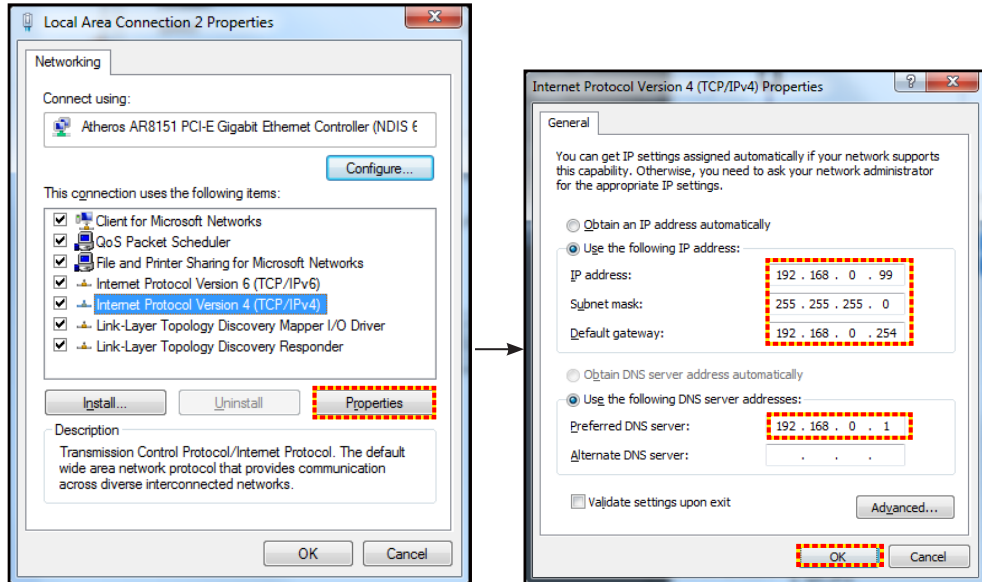 Local Area Connection 2 Properties
Networking
Connect using:
Atheros AR8151 PCI-E Gigabit Ethernet Controller (NDIS 6
Configure...
This connection uses the following items:
Client for Microsoft Networks
QoS Packet Scheduler
File and Printer Sharing for Microsoft Networks
Internet Protocol Version 6 (TCP/IPv6)
Internet Protocol Version 4 (TCP/IPv4)
Link-Layer Topology Discovery Mapper I/O Driver
Link-Layer Topology Discovery Responder
Install...
Uninstall
Properties
Description
Transmission Control Protocol/Internet Protocol. The default
wide area network protocol that provides communication
across diverse interconnected networks.
OK
Cancel
Internet Protocol Version 4 (TCP/IPv4) Properties
General
You can get IP settings assigned automatically if your network supports
this capability. Otherwise, you need to ask your network administrator
for the appropriate IP settings.
Obtain an IP address automatically
Use the following IP address:
IP address: 192 . 168 . 0 . 99
Subnet mask: 255 . 255 . 255 . 0
Default gateway: 192 . 168 . 0 . 254
Obtain DNS server address automatically
Use the following DNS server addresses:
Preferred DNS server: 192 . 168 . 0 . 1
Alternate DNS server: . . .
Validate settings upon exit
Advanced...
OK
Cancel